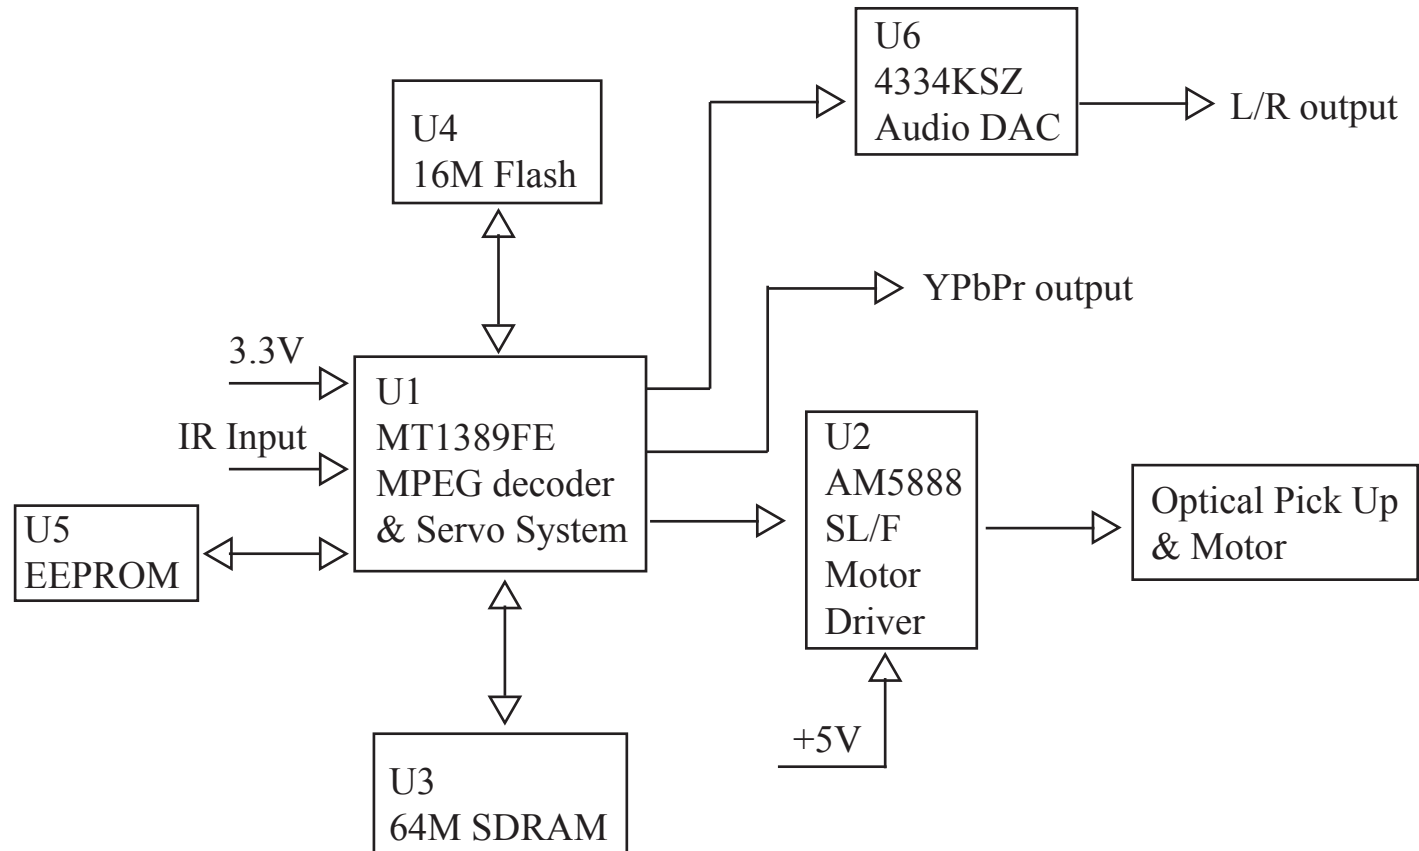 U6
4334KSZ
Audio DAC
L/R output
U4
16M Flash
YPbPr output
3.3V
IR Input
U1
MT1389FE
MPEG decoder
& Servo System
U2
AM5888
SL/F
Motor
Driver
Optical Pick Up
& Motor
U5
EEPROM
+5V
U3
64M SDRAM